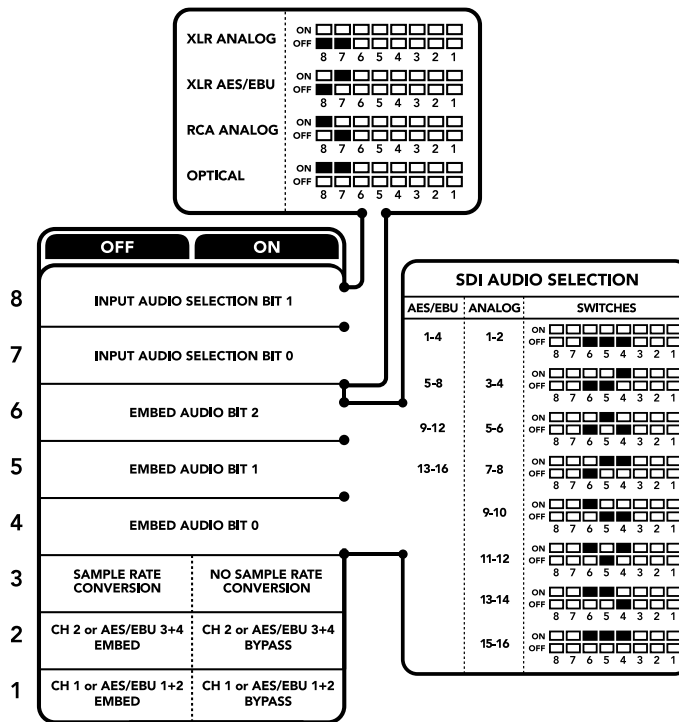 XLR ANALOG
ON
OFF
8 7 6 5 4 3 2 1
XLR AES/EBU
ON
OFF
8 7 6 5 4 3 2 1
RCA ANALOG
ON
OFF
8 7 6 5 4 3 2 1
OPTICAL
ON
OFF
8 7 6 5 4 3 2 1
OFF ON
8 INPUT AUDIO SELECTION BIT 1
7 INPUT AUDIO SELECTION BIT 0
6 EMBED AUDIO BIT 2
5 EMBED AUDIO BIT 1
4 EMBED AUDIO BIT 0
3 SAMPLE RATE CONVERSION NO SAMPLE RATE CONVERSION
2 CH 2 or AES/EBU 3+4 EMBED CH 2 or AES/EBU 3+4 BYPASS
1 CH 1 or AES/EBU 1+2 EMBED CH 1 or AES/EBU 1+2 BYPASS
SDI AUDIO SELECTION
AES/EBU ANALOG SWITCHES
1-4 1-2
ON
OFF
8 7 6 5 4 3 2 1
5-8 3-4
ON
OFF
8 7 6 5 4 3 2 1
9-12 5-6
ON
OFF
8 7 6 5 4 3 2 1
13-16 7-8
ON
OFF
8 7 6 5 4 3 2 1
9-10
ON
OFF
8 7 6 5 4 3 2 1
11-12
ON
OFF
8 7 6 5 4 3 2 1
13-14
ON
OFF
8 7 6 5 4 3 2 1
15-16
ON
OFF
8 7 6 5 4 3 2 1